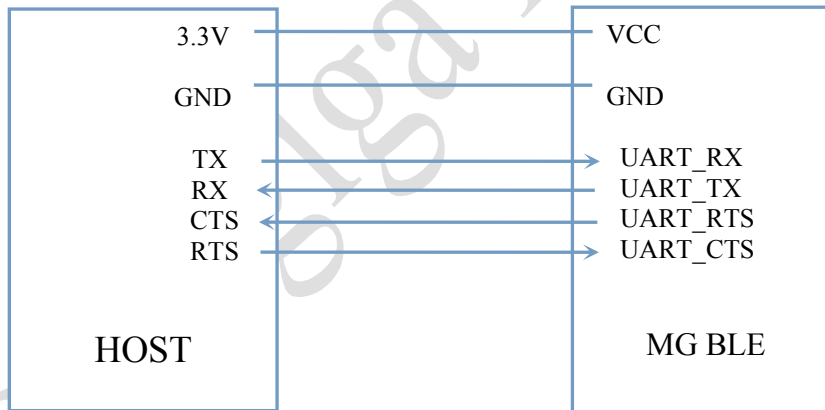 3.3V VCC
GND GND
TX UART_RX
RX UART_TX
CTS UART_RTS
RTS UART_CTS
HOST MG BLE